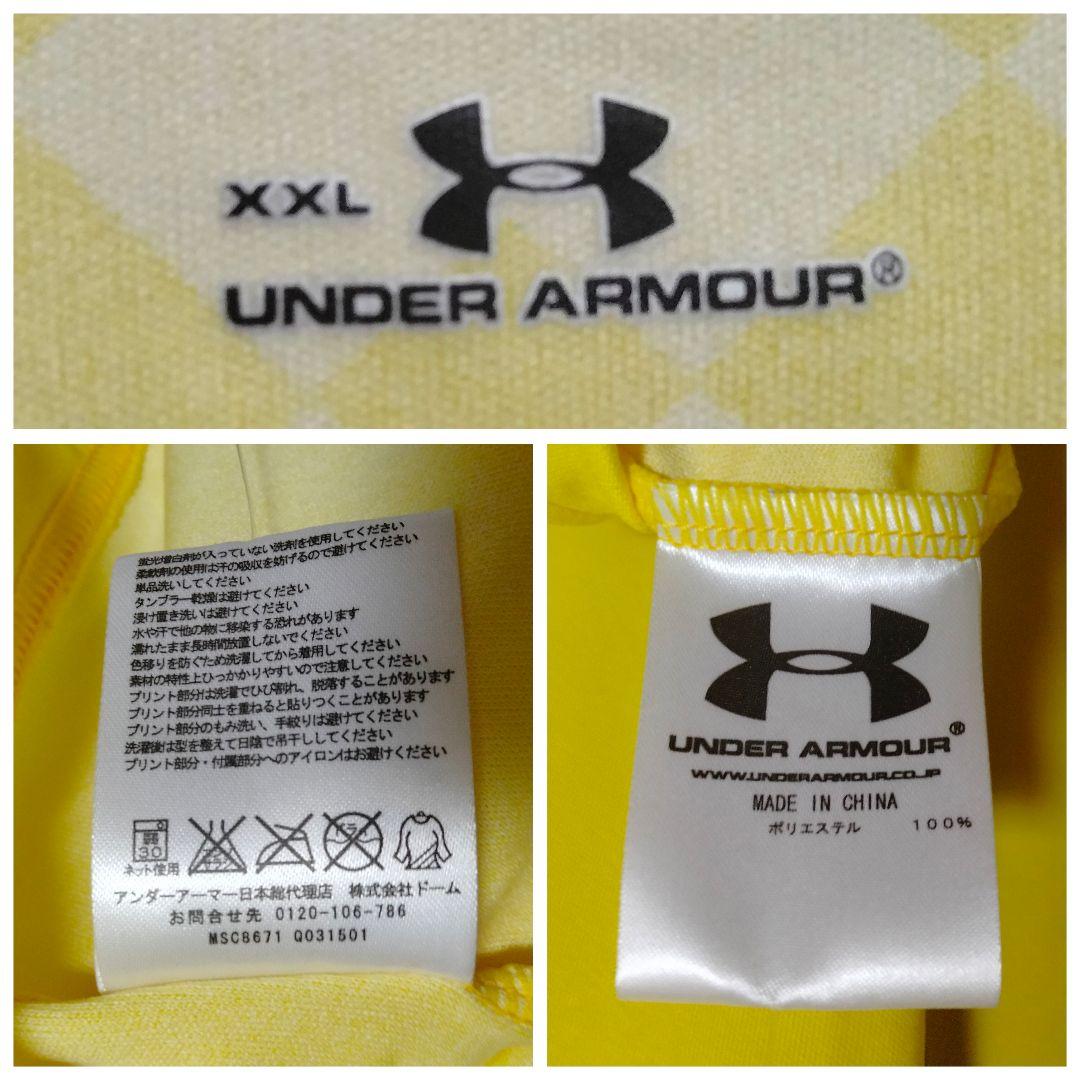 XXL
UNDER ARMOUR®
蛍光増白剤が入っていない洗剤を使用してください
柔軟剤の使用は汗の吸収を妨げるので避けてください
単品洗いしてください
タンブラー乾燥は避けてください
浸け置き洗いは避けてください
水や汗で他の物に移染する恐れがあります
濡れたまま長時間放置しないでください
色移りを防ぐため洗濯してから着用してください
素材の特性上ひっかかりやすいので注意してください
プリント部分は洗濯でひび割れ、脱落することがあります
プリント部分同士を重ねると貼りつくことがあります
プリント部分のもみ洗い、手絞りは避けてください
洗濯後は型を整えて日陰で吊干ししてください
プリント部分・付属部分へのアイロンはお避けください
30
ネット使用
アンダーアーマー日本総代理店 株式会社ドーム
お問合せ先 0120-106-786
MSC8671 Q031501
UNDER ARMOUR®
WWW.UNDERARMOUR.CO.JP
MADE IN CHINA
ポリエステル 100%